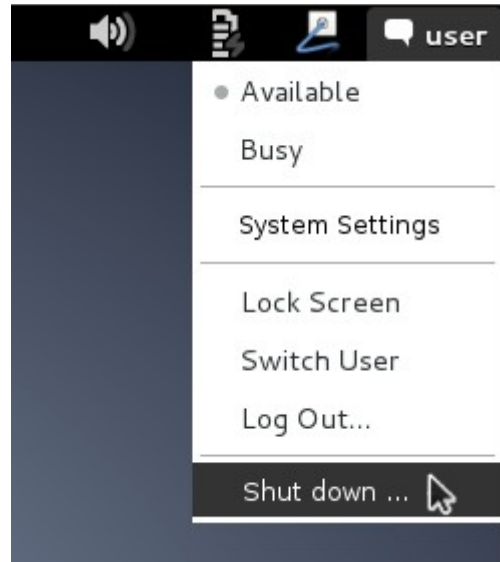 user
Available
Busy
System Settings
Lock Screen
Switch User
Log Out...
Shut down ...